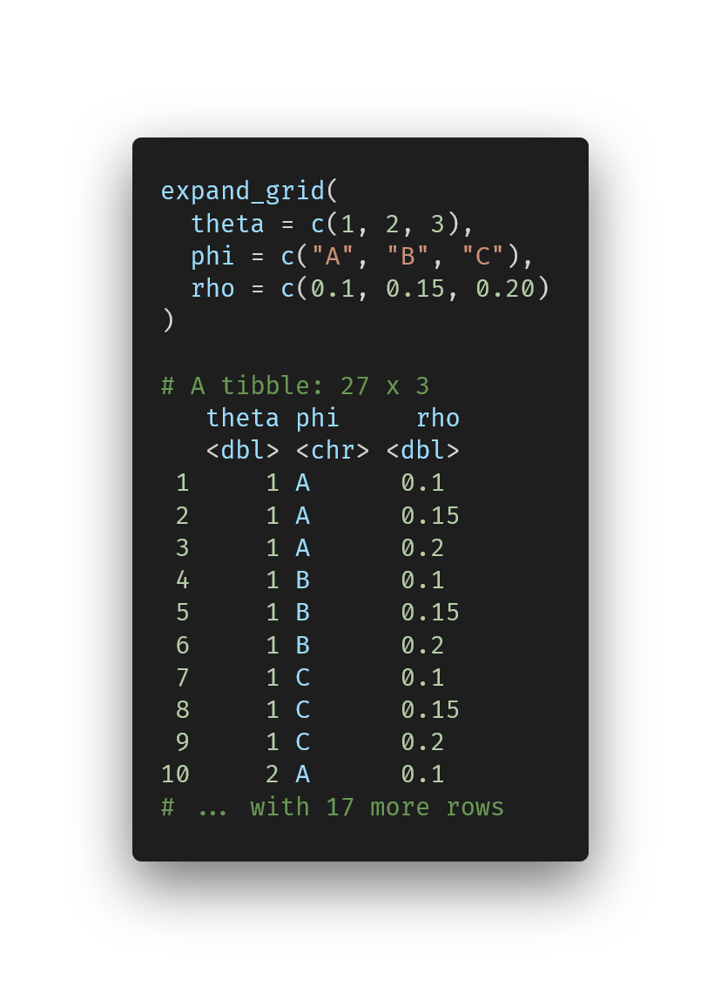 expand_grid(
  theta = c(1, 2, 3),
  phi = c("A", "B", "C"),
  rho = c(0.1, 0.15, 0.20)
)

# A tibble: 27 x 3
   theta phi     rho
   <dbl> <chr> <dbl>
 1     1 A      0.1
 2     1 A      0.15
 3     1 A      0.2
 4     1 B      0.1
 5     1 B      0.15
 6     1 B      0.2
 7     1 C      0.1
 8     1 C      0.15
 9     1 C      0.2
10     2 A      0.1
# ... with 17 more rows